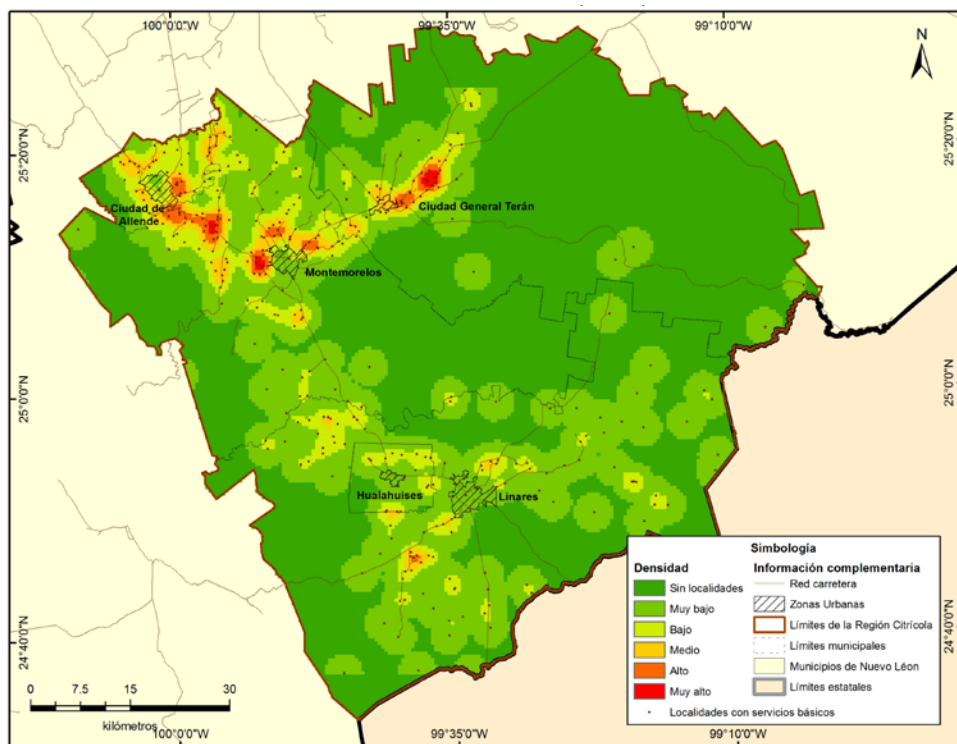 100°0'0"W 99°35'0"W 99°10'0"W
N
25°20'0"N 25°20'0"N
Ciudad de
Allende
Ciudad General Terán
Montemorelos
25°0'0"N 25°0'0"N
Hualahuises Linares
24°40'0"N 24°40'0"N
Simbología
Densidad Información complementaria
Sin localidades Red carretera
Muy bajo Zonas Urbanas
Bajo Límites de la Región Citrícola
Medio Límites municipales
Alto Municipios de Nuevo Léon
Muy alto Límites estatales
Localidades con servicios básicos
0 7.5 15 30
kilómetros
100°0'0"W 99°35'0"W 99°10'0"W